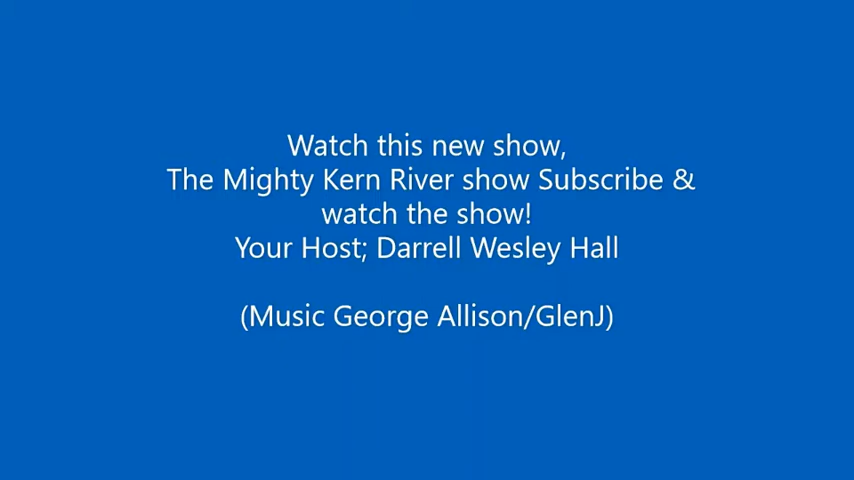 Watch this new show,
The Mighty Kern River show Subscribe &
watch the show!
Your Host; Darrell Wesley Hall
(Music George Allison/GlenJ)